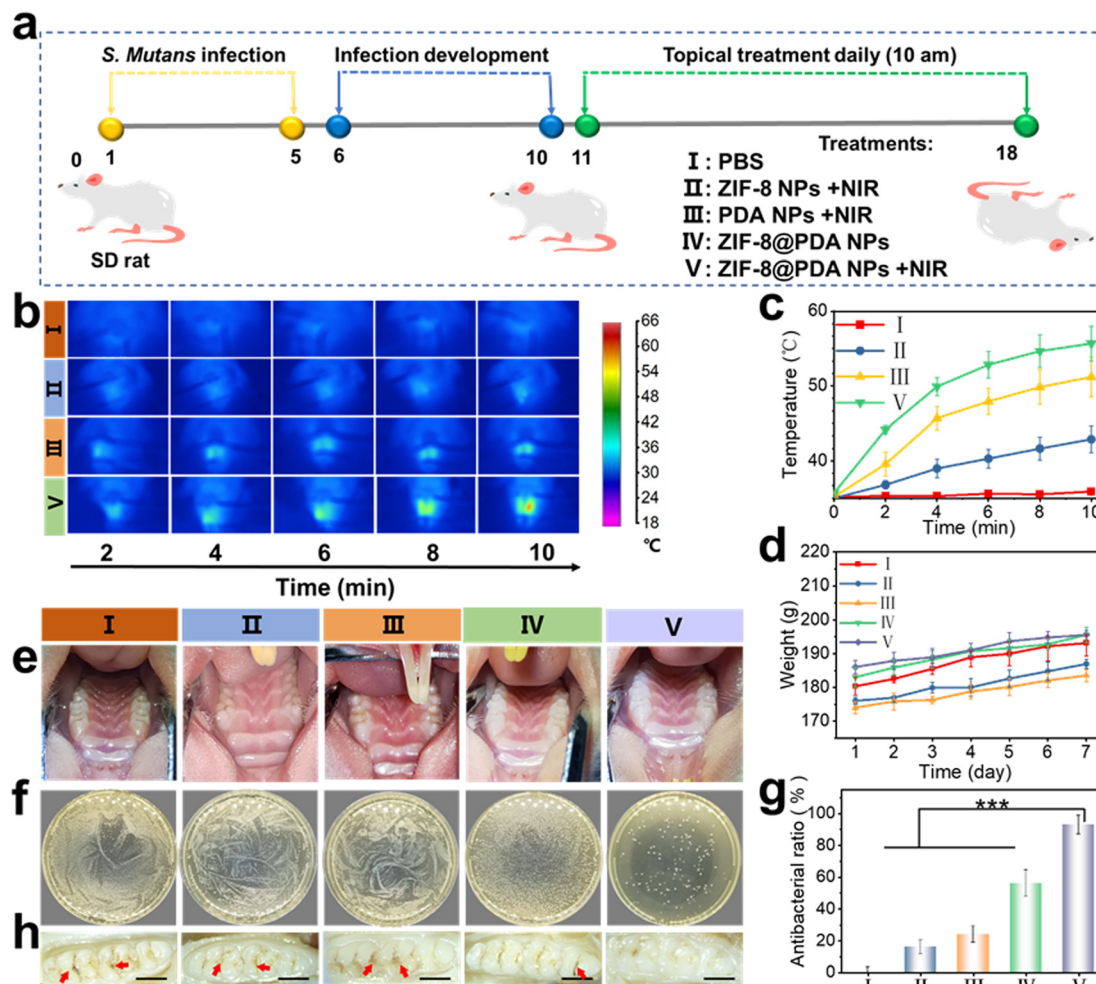 a
S. Mutans infection
Infection development
Topical treatment daily (10 am)
0
1
5
6
10
11
18
Treatments:
Ⅰ: PBS
Ⅱ: ZIF-8 NPs +NIR
Ⅲ: PDA NPs +NIR
Ⅳ: ZIF-8@PDA NPs
Ⅴ: ZIF-8@PDA NPs +NIR
SD rat
b
Ⅰ
Ⅱ
Ⅲ
Ⅴ
66
60
54
48
42
36
30
24
18
℃
2 4 6 8 10
Time (min)
c
Temperature (℃)
60
50
40
Ⅰ
Ⅱ
Ⅲ
Ⅴ
0 2 4 6 8 10
Time (min)
d
Weight (g)
220
210
200
190
180
170
Ⅰ
Ⅱ
Ⅲ
Ⅳ
Ⅴ
1 2 3 4 5 6 7
Time (day)
Ⅰ Ⅱ Ⅲ Ⅳ Ⅴ
e
f
g
Antibacterial ratio (%)
100
80
60
40
20
0
***
Ⅰ Ⅱ Ⅲ Ⅳ Ⅴ
h